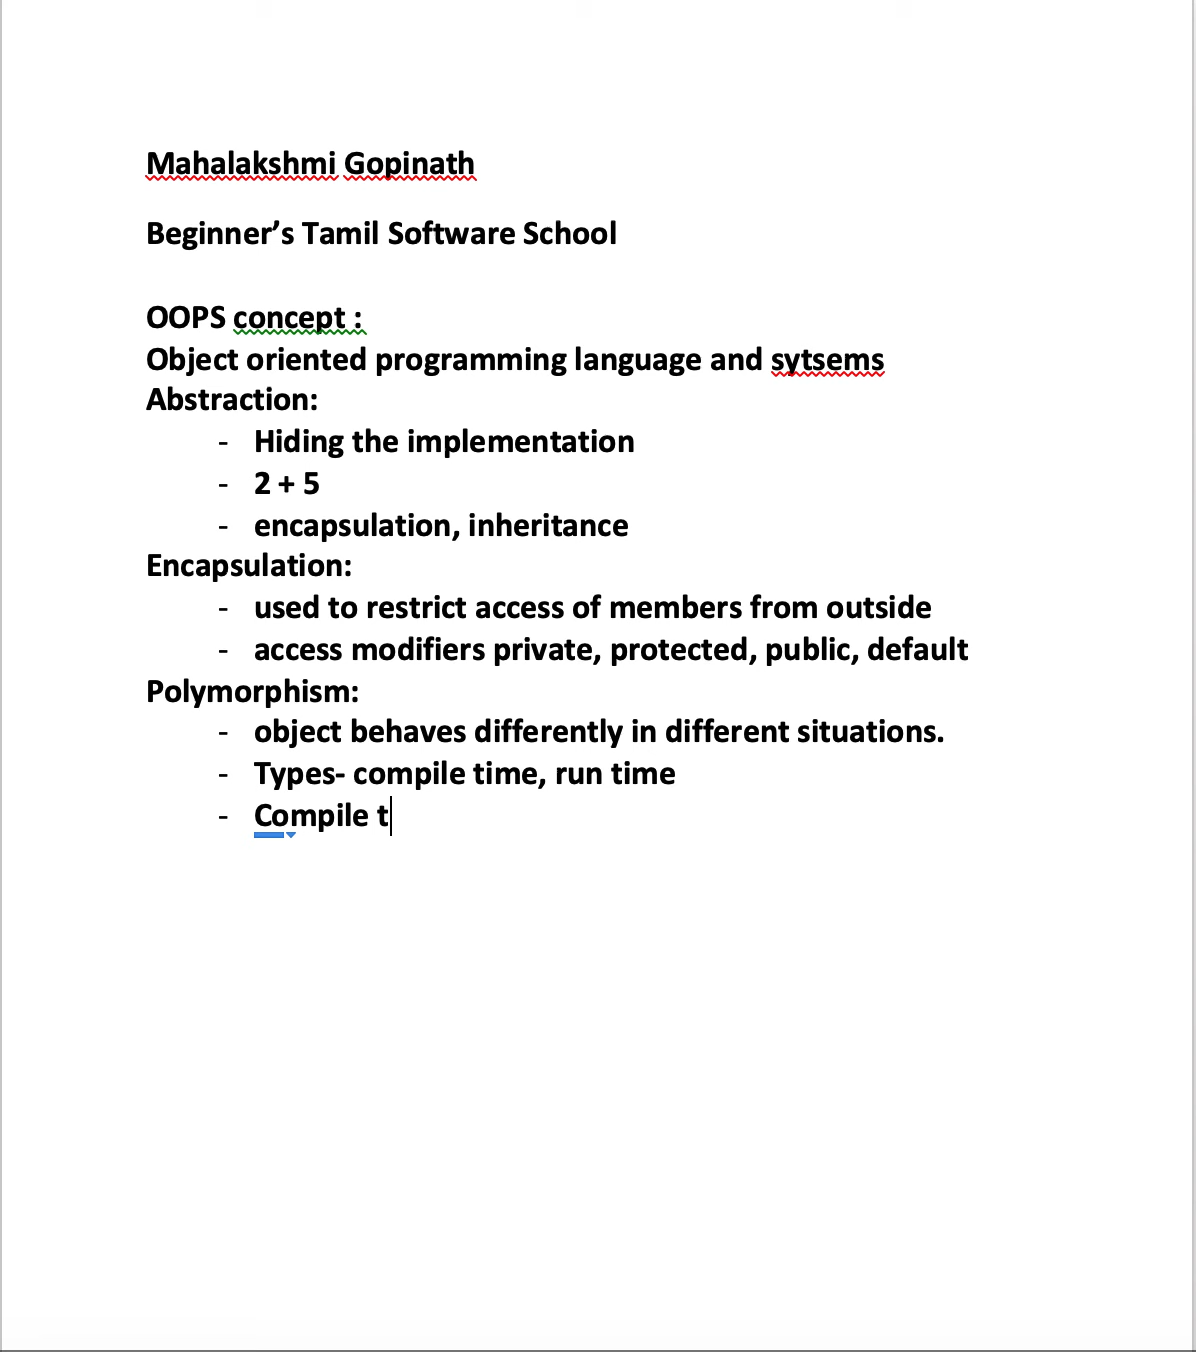 Mahalakshmi Gopinath
Beginner’s Tamil Software School
OOPS concept :
Object oriented programming language and sytsems
Abstraction:
- Hiding the implementation
- 2 + 5
- encapsulation, inheritance
Encapsulation:
- used to restrict access of members from outside
- access modifiers private, protected, public, default
Polymorphism:
- object behaves differently in different situations.
- Types- compile time, run time
- Compile t